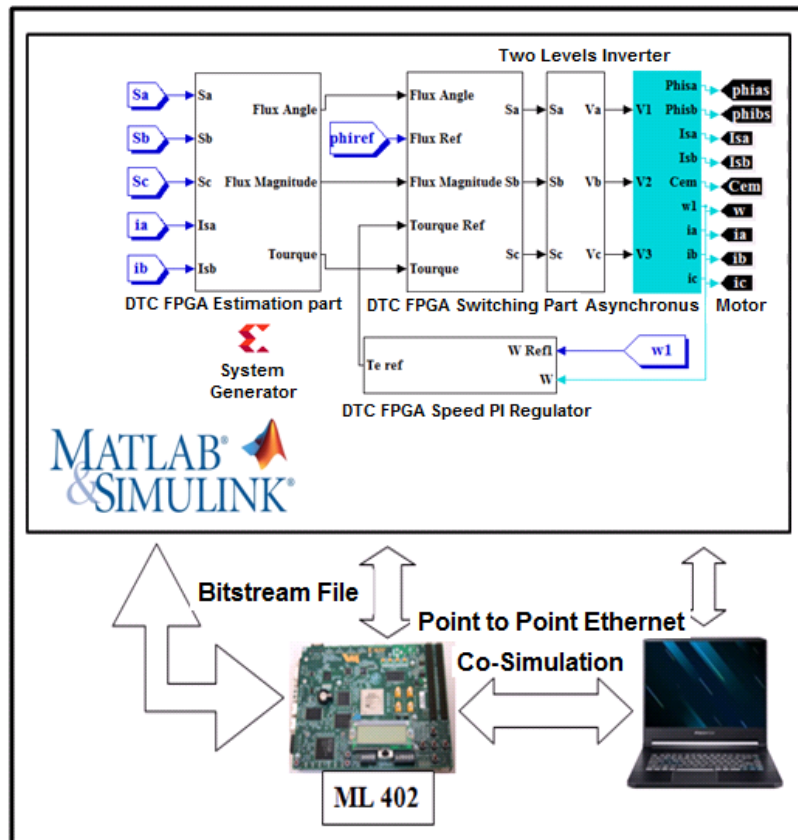 Two Levels Inverter
Sa
Sb
Sc
ia
ib
Sa
Sb
Sc
Isa
Isb
Flux Angle
Flux Magnitude
Tourque
DTC FPGA Estimation part
phiref
Flux Angle
Flux Ref
Flux Magnitude
Tourque Ref
Tourque
Sa
Sb
Sc
DTC FPGA Switching Part
Sa
Sb
Sc
Va
Vb
Vc
V1
V2
V3
Phisa
Phisb
Isa
Isb
Cem
w1
ia
ib
ic
Asynchronus Motor
phias
phibs
Isa
Isb
Cem
w
ia
ib
ic
System
Generator
Te ref
W Ref1
W
w1
DTC FPGA Speed PI Regulator
MATLAB®
&SIMULINK®
Bitstream File
Point to Point Ethernet
Co-Simulation
ML 402